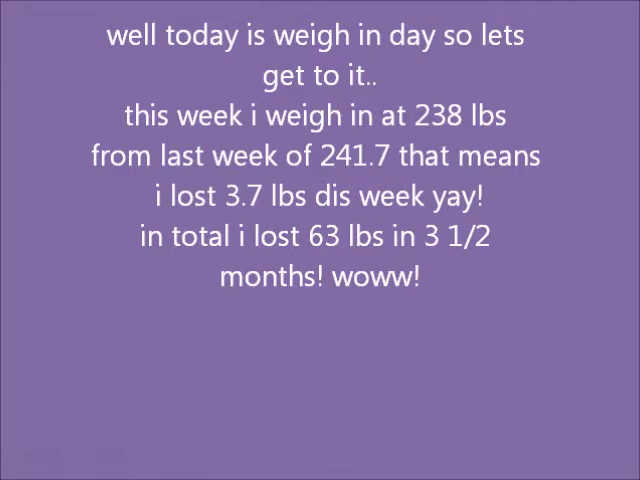 well today is weigh in day so lets
get to it..
this week i weigh in at 238 lbs
from last week of 241.7 that means
i lost 3.7 lbs dis week yay!
in total i lost 63 lbs in 3 1/2
months! woww!